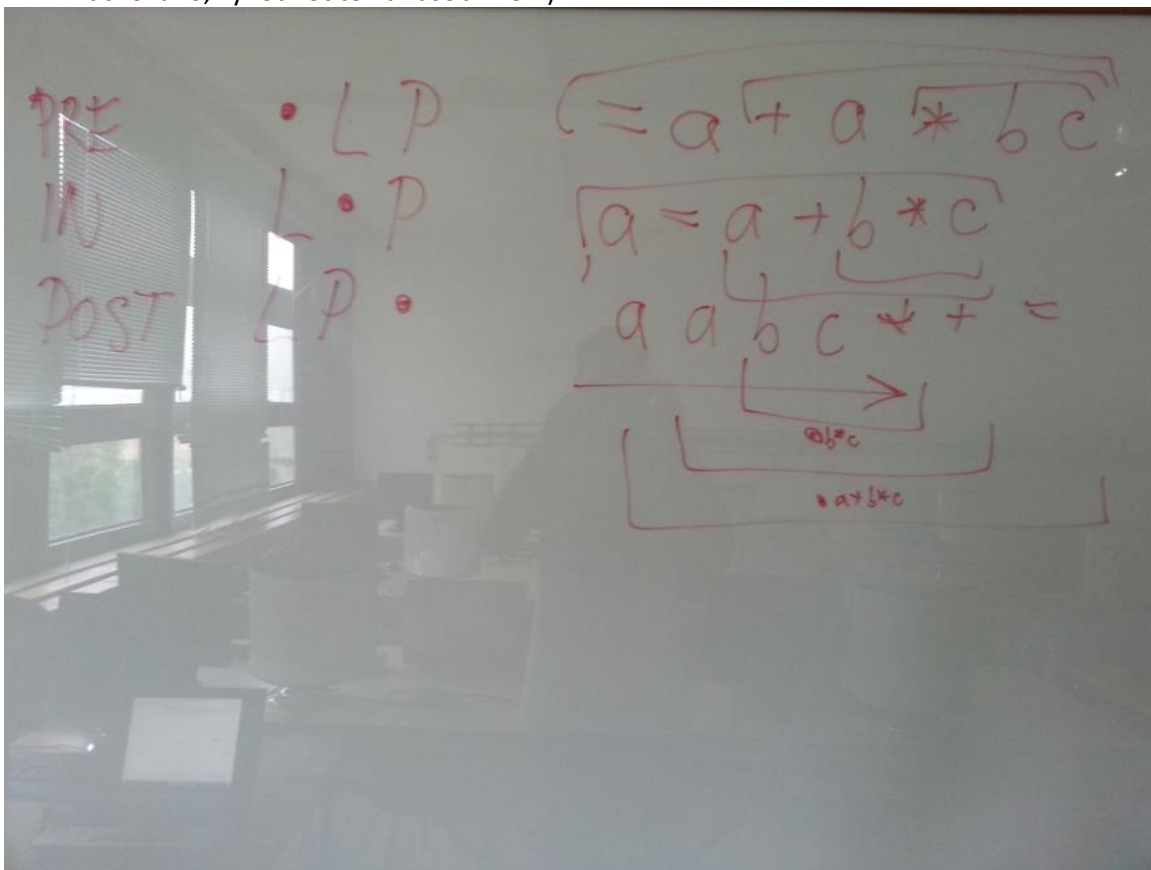 PRE • L P = a + a * b c
IN L • P a = a + b * c
POST L P • a a b c * + =
b*c
a+b*c